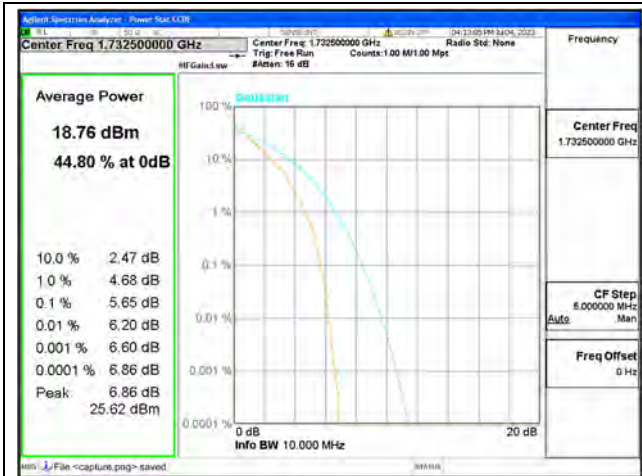 Agilent Spectrum Analyzer - Power Stat CCDF
Center Freq 1.732500000 GHz
Center Freq: 1.732500000 GHz
Radio Std: None
Trig: Free Run
Counts:1.00 M/1.00 Mpt
#IFGain:Low
#Atten: 16 dB
Frequency
Average Power
18.76 dBm
44.80 % at 0dB
10.0 % 2.47 dB
1.0 % 4.68 dB
0.1 % 5.65 dB
0.01 % 6.20 dB
0.001 % 6.60 dB
0.0001 % 6.86 dB
Peak 6.86 dB
25.62 dBm
Gaussian
100 %
10 %
1 %
0.1 %
0.01 %
0.001 %
0.0001 %
0 dB
20 dB
Info BW 10.000 MHz
Center Freq
1.732500000 GHz
CF Step
5.000000 MHz
Auto Man
Freq Offset
0 Hz
MSG File <capture.png> saved
STATUS